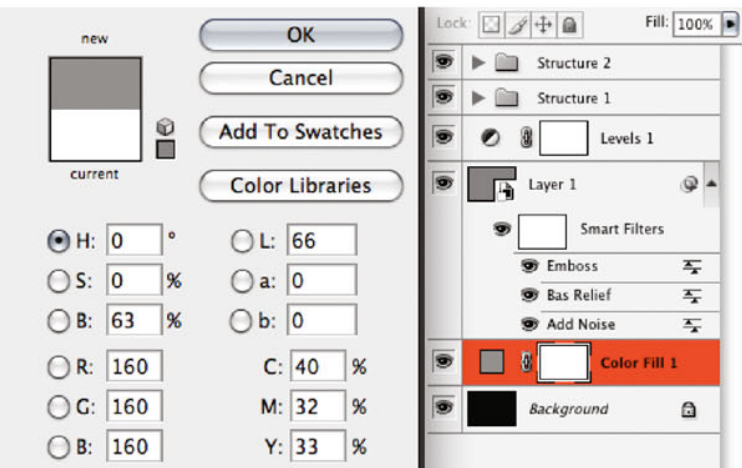 new
current
OK
Cancel
Add To Swatches
Color Libraries
H: 0 °
S: 0 %
B: 63 %
R: 160
G: 160
B: 160
L: 66
a: 0
b: 0
C: 40 %
M: 32 %
Y: 33 %
Lock: Fill: 100%
Structure 2
Structure 1
Levels 1
Layer 1
Smart Filters
Emboss
Bas Relief
Add Noise
Color Fill 1
Background